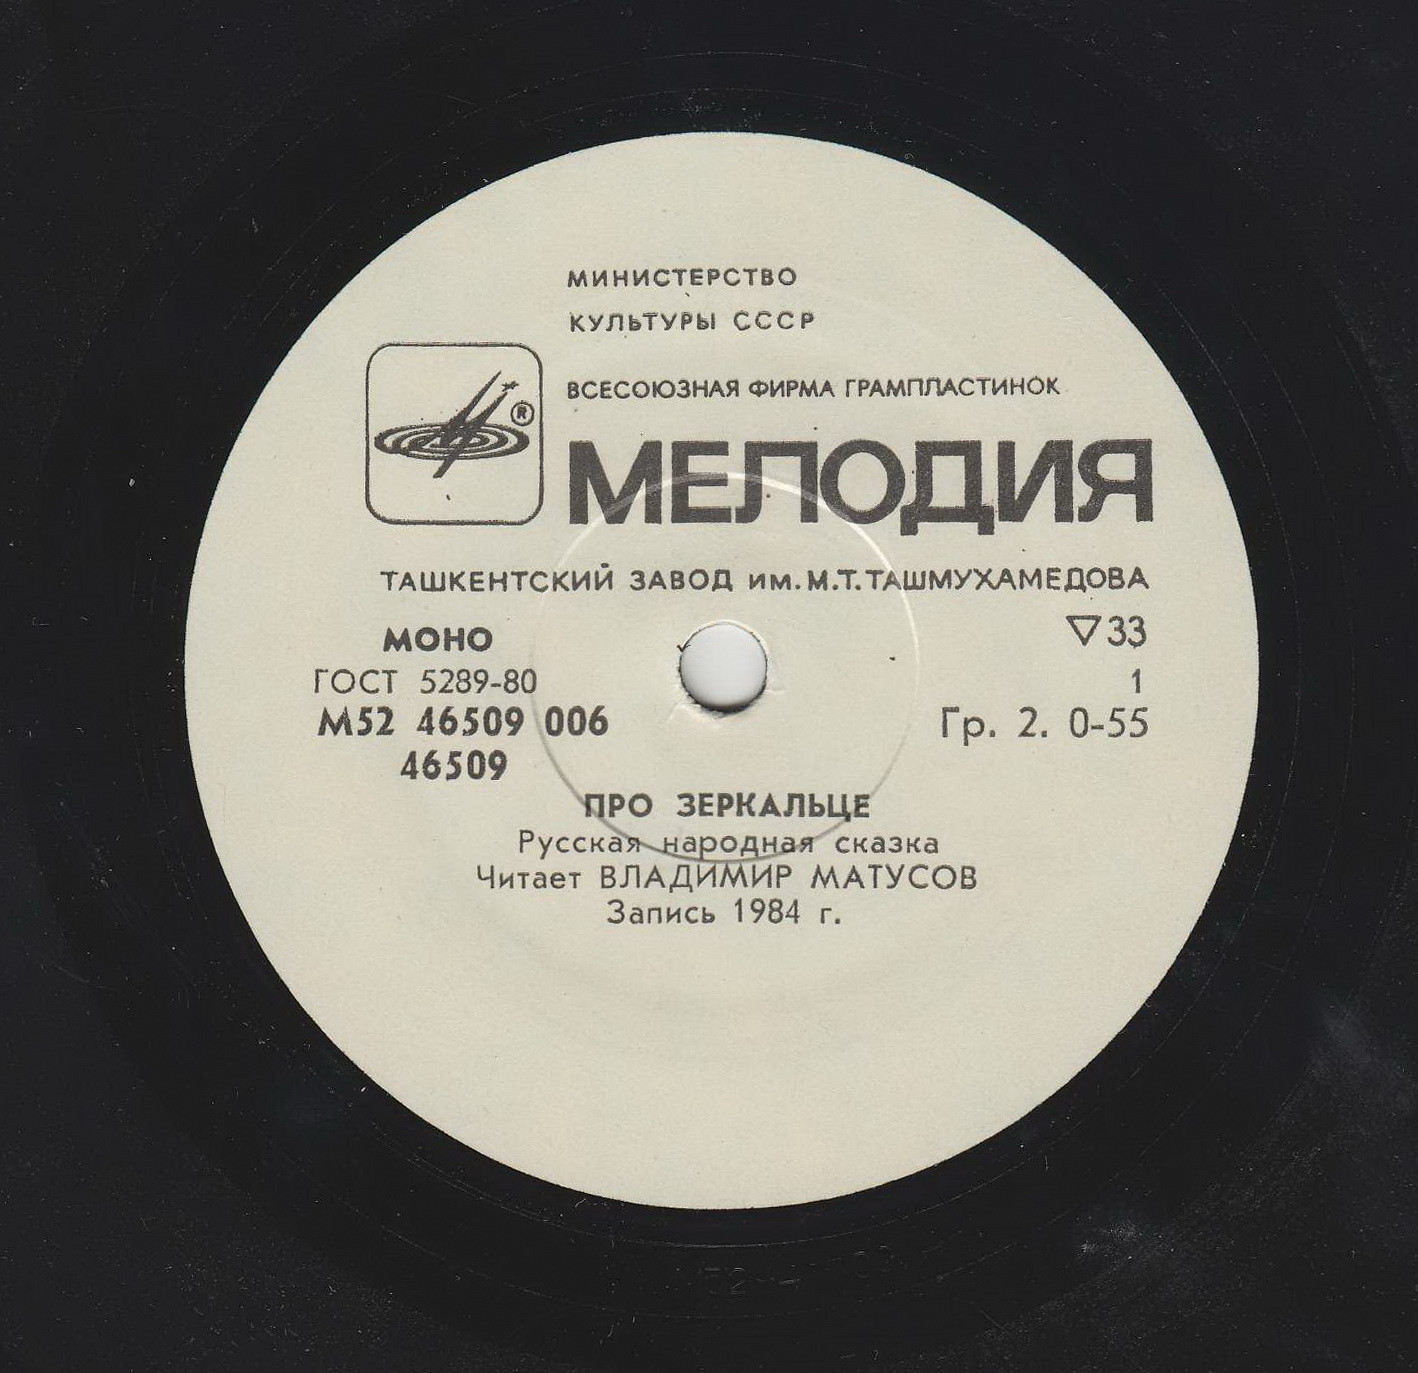 МИНИСТЕРСТВО
КУЛЬТУРЫ СССР
ВСЕСОЮЗНАЯ ФИРМА ГРАМПЛАСТИНОК
®
МЕЛОДИЯ
ТАШКЕНТСКИЙ ЗАВОД им. М.Т. ТАШМУХАМЕДОВА
МОНО ▽33
ГОСТ 5289-80 1
М52 46509 006 Гр. 2. 0-55
46509
ПРО ЗЕРКАЛЬЦЕ
Русская народная сказка
Читает ВЛАДИМИР МАТУСОВ
Запись 1984 г.